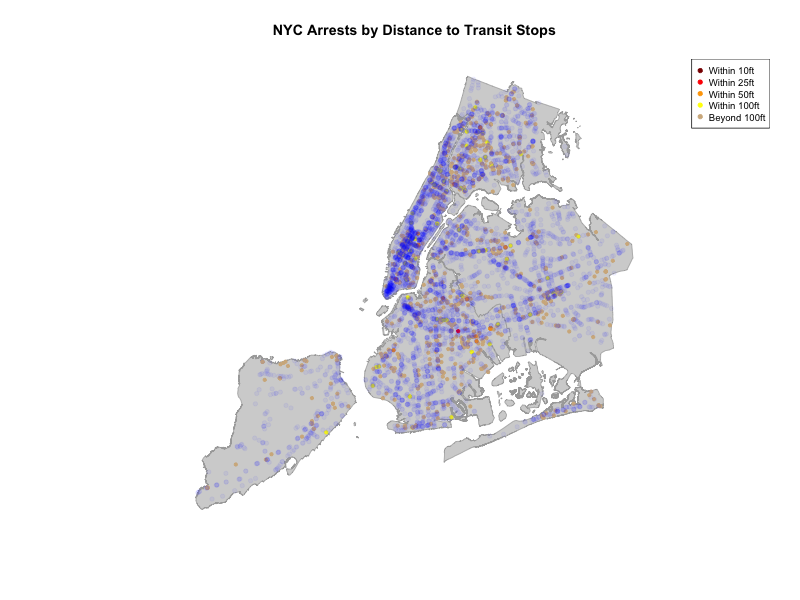 NYC Arrests by Distance to Transit Stops
Within 10ft
Within 25ft
Within 50ft
Within 100ft
Beyond 100ft